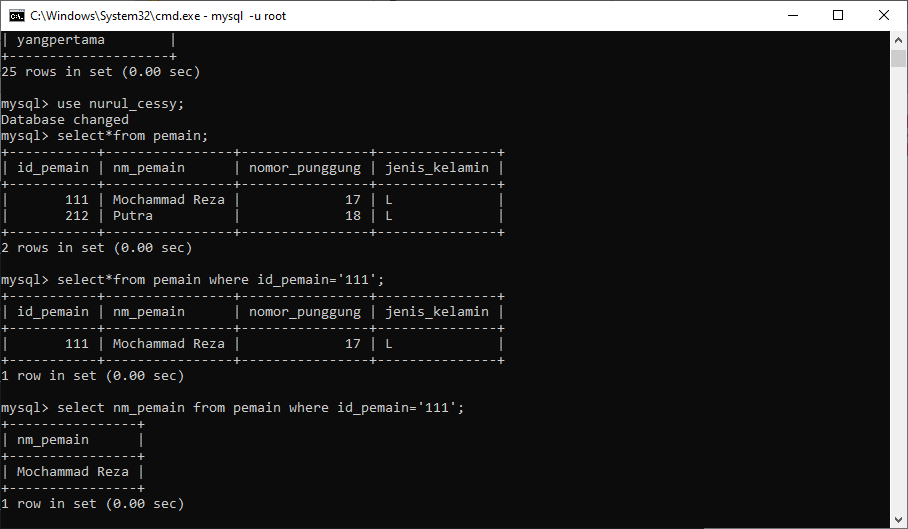 C:\Windows\System32\cmd.exe - mysql  -u root
| yangpertama        |
+--------------------+
25 rows in set (0.00 sec)
mysql> use nurul_cessy;
Database changed
mysql> select*from pemain;
+-----------+----------------+----------------+---------------+
| id_pemain | nm_pemain      | nomor_punggung | jenis_kelamin |
+-----------+----------------+----------------+---------------+
|       111 | Mochammad Reza |             17 | L             |
|       212 | Putra          |             18 | L             |
+-----------+----------------+----------------+---------------+
2 rows in set (0.00 sec)
mysql> select*from pemain where id_pemain='111';
+-----------+----------------+----------------+---------------+
| id_pemain | nm_pemain      | nomor_punggung | jenis_kelamin |
+-----------+----------------+----------------+---------------+
|       111 | Mochammad Reza |             17 | L             |
+-----------+----------------+----------------+---------------+
1 row in set (0.00 sec)
mysql> select nm_pemain from pemain where id_pemain='111';
+----------------+
| nm_pemain      |
+----------------+
| Mochammad Reza |
+----------------+
1 row in set (0.00 sec)